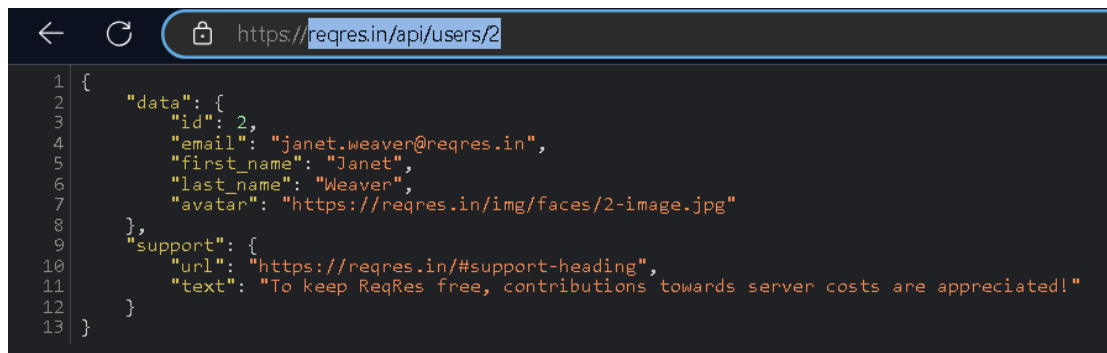 https://reqres.in/api/users/2
1 {
2 "data": {
3 "id": 2,
4 "email": "janet.weaver@reqres.in",
5 "first_name": "Janet",
6 "last_name": "Weaver",
7 "avatar": "https://reqres.in/img/faces/2-image.jpg"
8 },
9 "support": {
10 "url": "https://reqres.in/#support-heading",
11 "text": "To keep ReqRes free, contributions towards server costs are appreciated!"
12 }
13 }